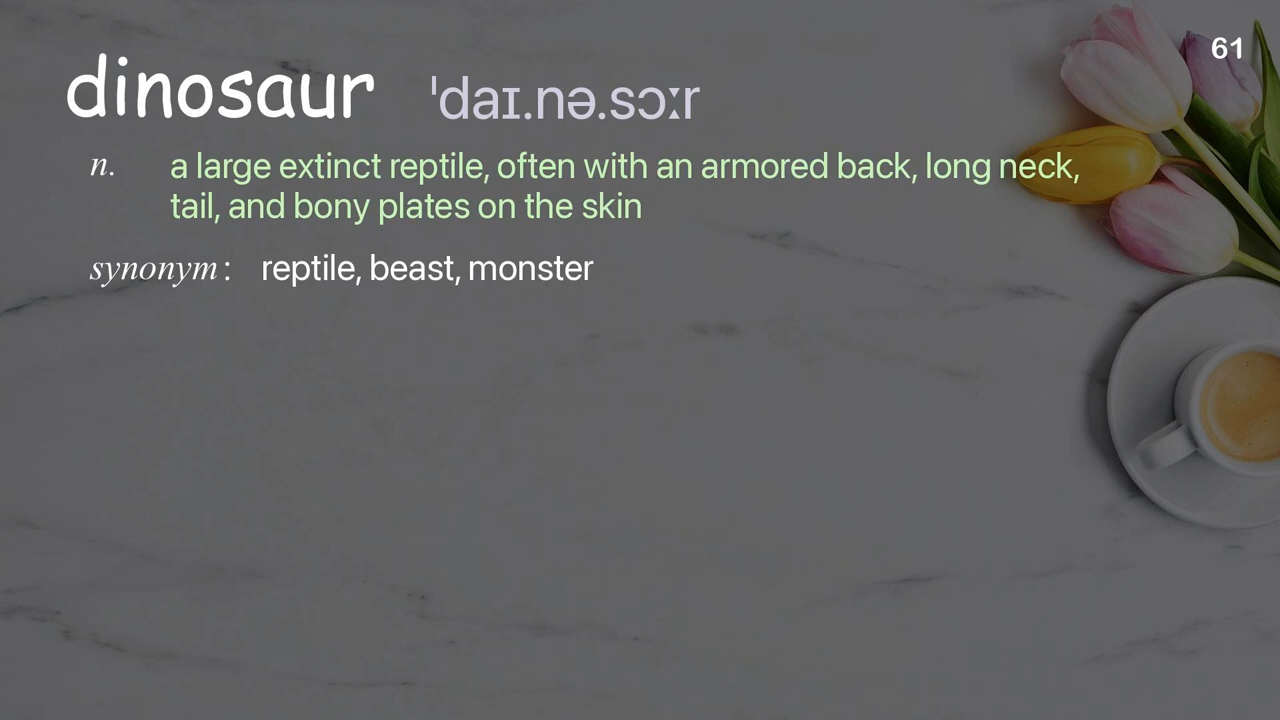 61
dinosaur ˈdaɪ.nə.sɔːr
n. a large extinct reptile, often with an armored back, long neck,
tail, and bony plates on the skin
synonym: reptile, beast, monster